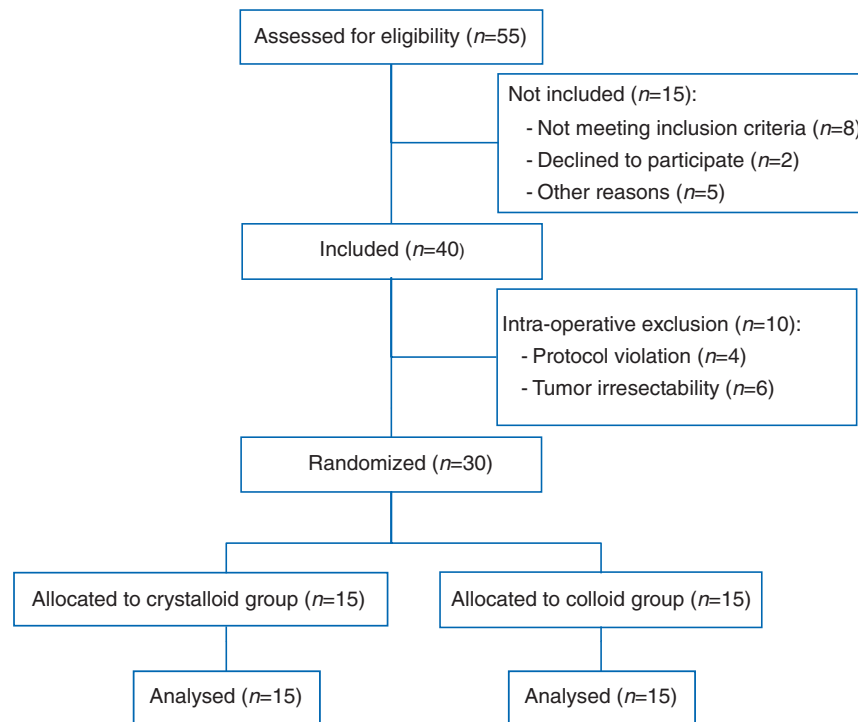 Assessed for eligibility (n=55)
Not included (n=15):
- Not meeting inclusion criteria (n=8)
- Declined to participate (n=2)
- Other reasons (n=5)
Included (n=40)
Intra-operative exclusion (n=10):
- Protocol violation (n=4)
- Tumor irresectability (n=6)
Randomized (n=30)
Allocated to crystalloid group (n=15)
Allocated to colloid group (n=15)
Analysed (n=15)
Analysed (n=15)